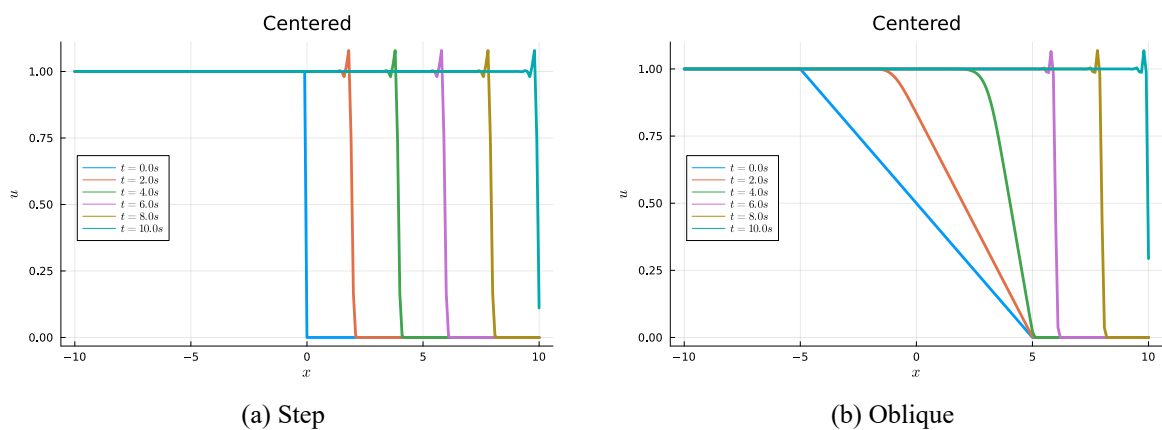 Centered
1.00
0.75
0.50
0.25
0.00
u
t = 0.0s
t = 2.0s
t = 4.0s
t = 6.0s
t = 8.0s
t = 10.0s
−10
−5
0
5
10
x
(a) Step
Centered
1.00
0.75
0.50
0.25
0.00
u
t = 0.0s
t = 2.0s
t = 4.0s
t = 6.0s
t = 8.0s
t = 10.0s
−10
−5
0
5
10
x
(b) Oblique